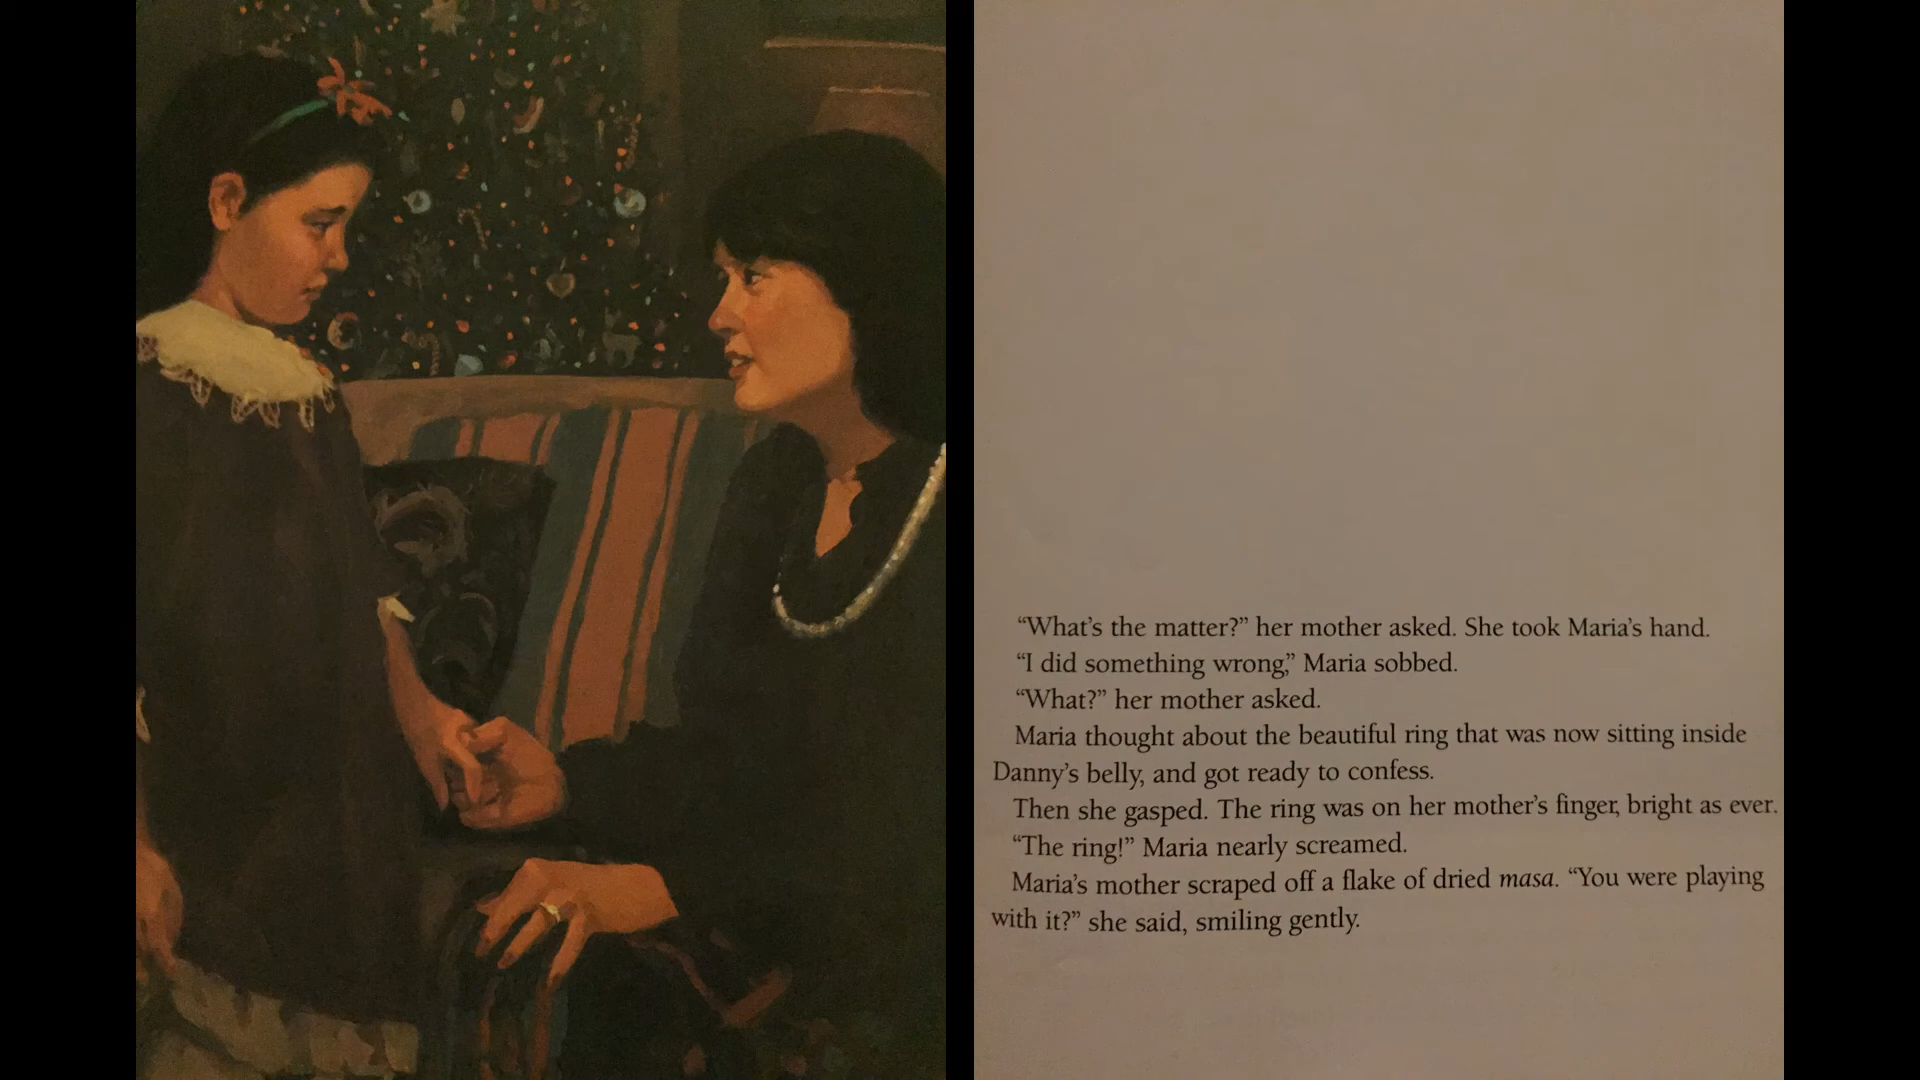 “What’s the matter?” her mother asked. She took Maria’s hand.
“I did something wrong,” Maria sobbed.
“What?” her mother asked.
Maria thought about the beautiful ring that was now sitting inside
Danny’s belly, and got ready to confess.
Then she gasped. The ring was on her mother’s finger, bright as ever.
“The ring!” Maria nearly screamed.
Maria’s mother scraped off a flake of dried masa. “You were playing
with it?” she said, smiling gently.